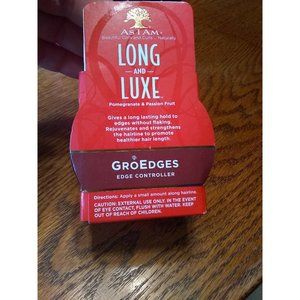 AS I AM
Beautiful Coily and Curly - Naturally
LONG
AND
LUXE
Pomegranate & Passion Fruit
Gives a long lasting hold to
edges without flaking.
Rejuvenates and strengthens
the hairline to promote
healthier hair length.
GROEDGES
EDGE CONTROLLER
Directions: Apply a small amount along hairline.
CAUTION: EXTERNAL USE ONLY. IN THE EVENT
OF EYE CONTACT, FLUSH WITH WATER. KEEP
OUT OF REACH OF CHILDREN.